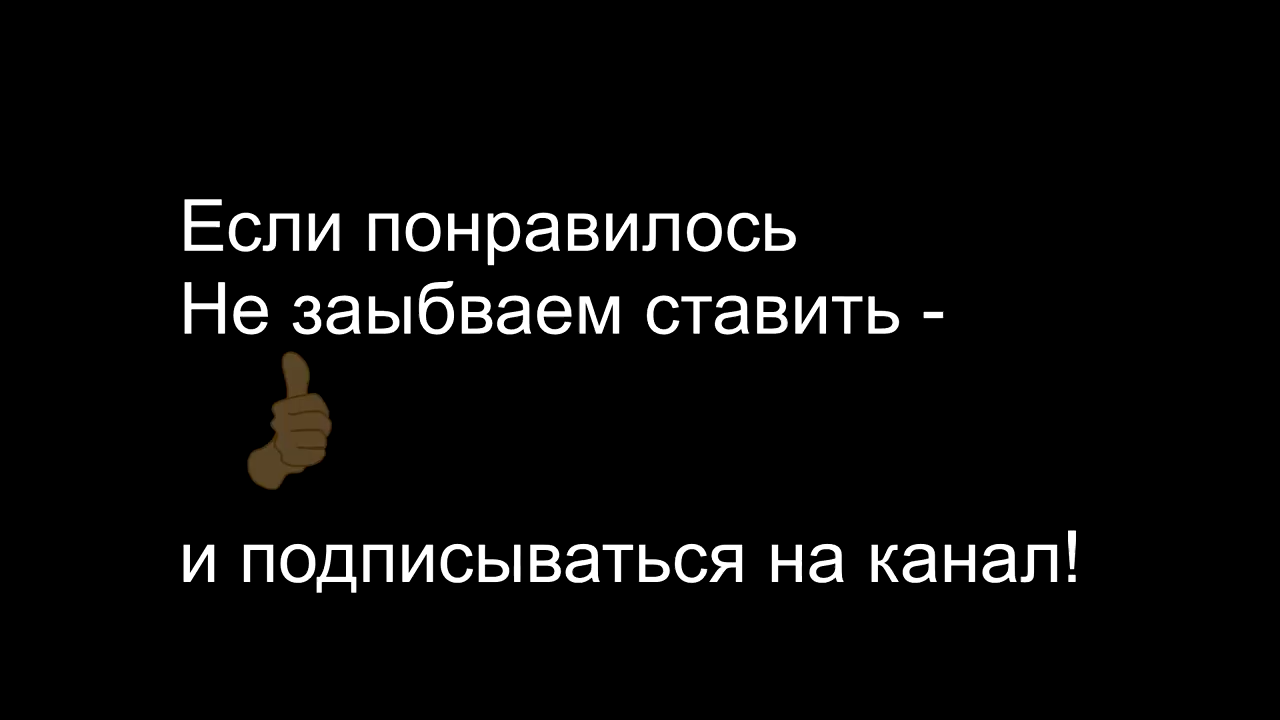 Если понравилось
Не заыбваем ставить -
и подписываться на канал!